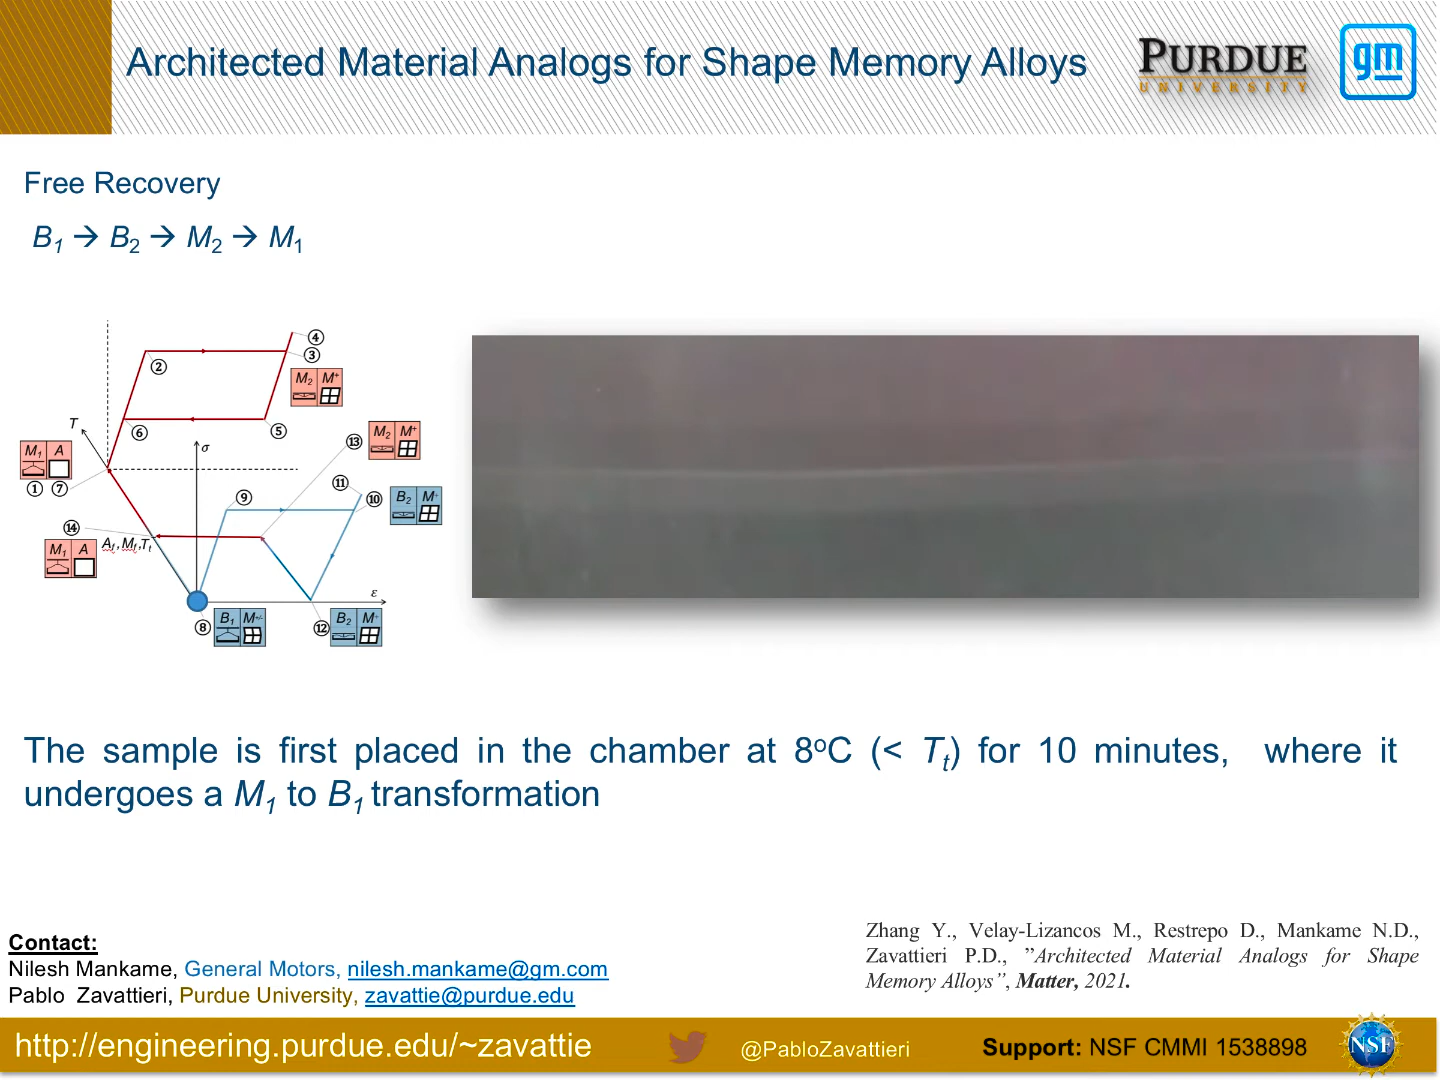 Architected Material Analogs for Shape Memory Alloys
PURDUE
UNIVERSITY
gm
Free Recovery
B1 → B2 → M2 → M1
④
③
②
M2 M+
T
⑥
⑤
⑬
M2 M+
σ
M1 A
① ⑦
⑪
⑨
⑩
B2 M-
⑭
Af,Mf,Tt
M1 A
ε
⑧
B1 M+/-
⑫
B2 M-
The sample is first placed in the chamber at 8oC (< Tt) for 10 minutes, where it
undergoes a M1 to B1 transformation
Contact:
Nilesh Mankame, General Motors, nilesh.mankame@gm.com
Pablo Zavattieri, Purdue University, zavattie@purdue.edu
Zhang Y., Velay-Lizancos M., Restrepo D., Mankame N.D.,
Zavattieri P.D., ”Architected Material Analogs for Shape
Memory Alloys”, Matter, 2021.
http://engineering.purdue.edu/~zavattie
@PabloZavattieri
Support: NSF CMMI 1538898
NSF